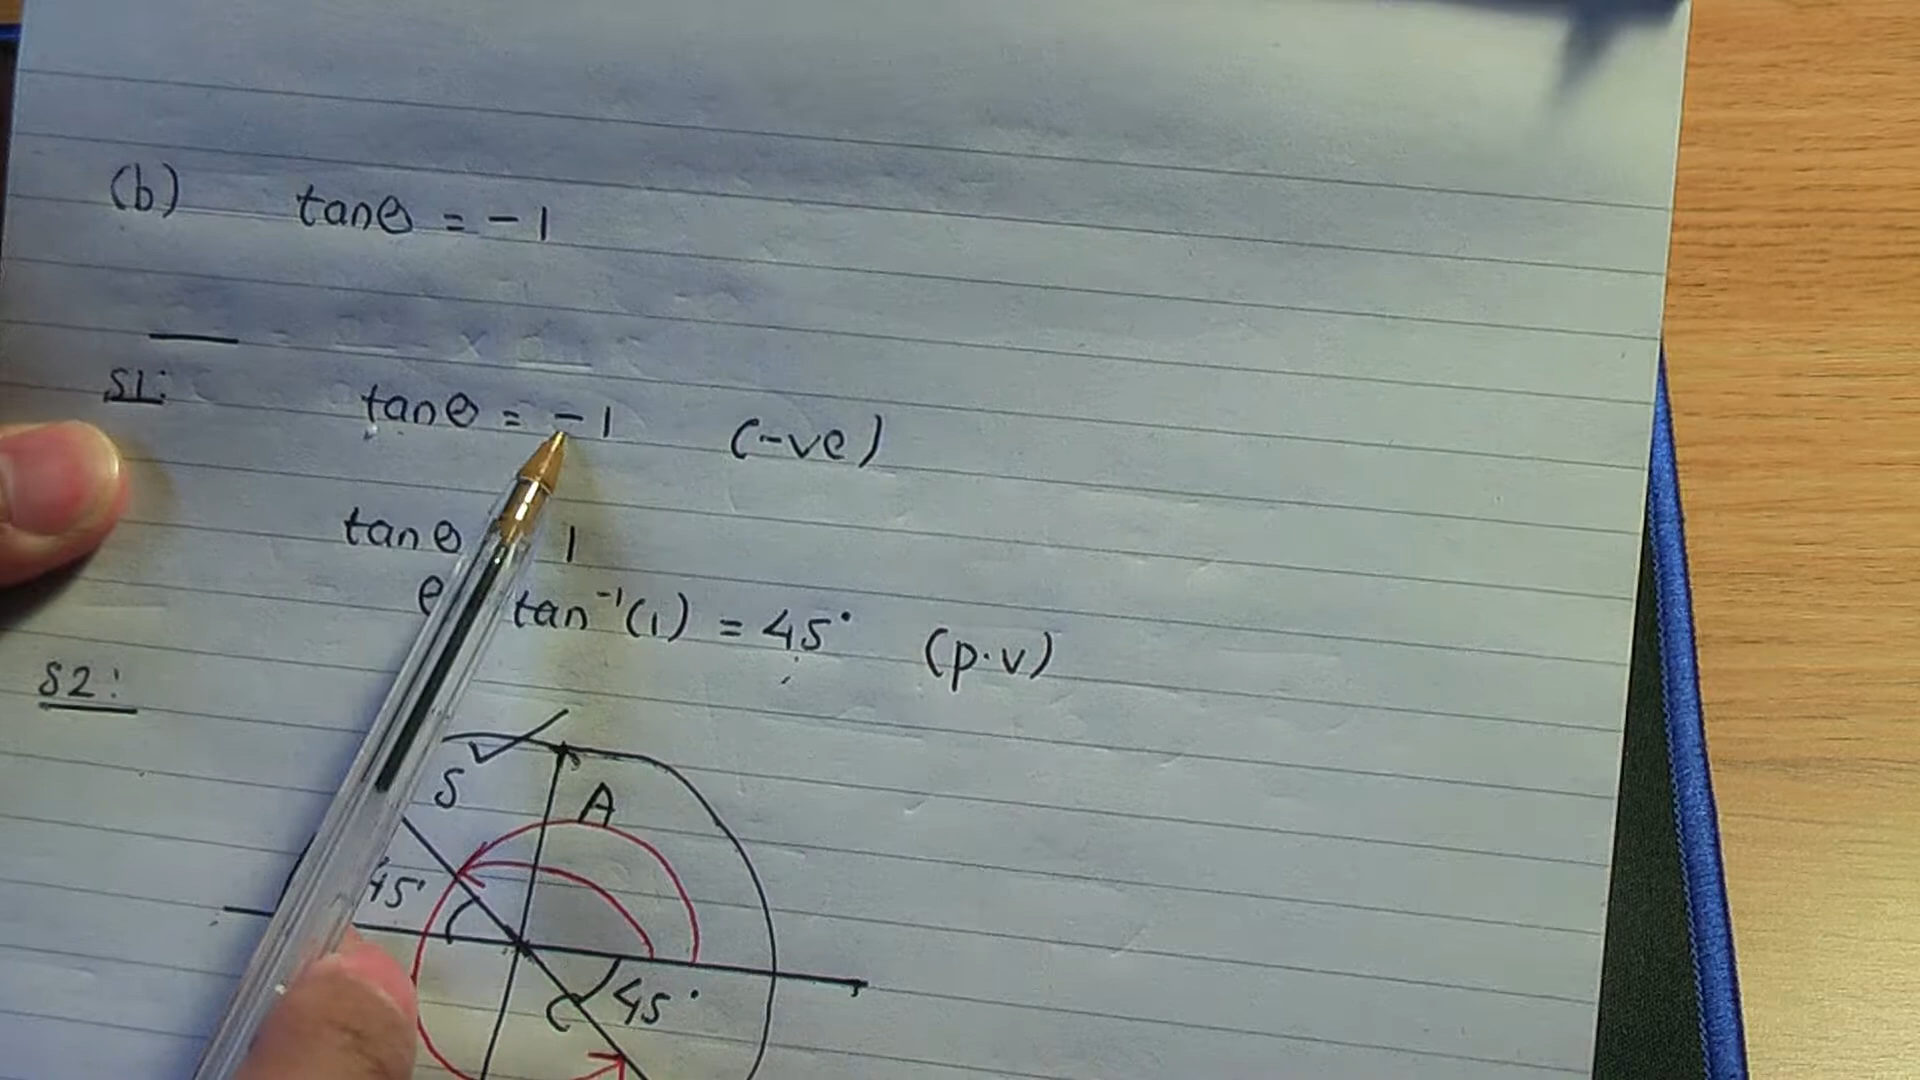 (b) tanθ = -1
S1: tanθ = -1 (-ve)
tanθ 1
θ tan⁻¹(1) = 45° (p.v)
S2:
S A
45°
C 45°